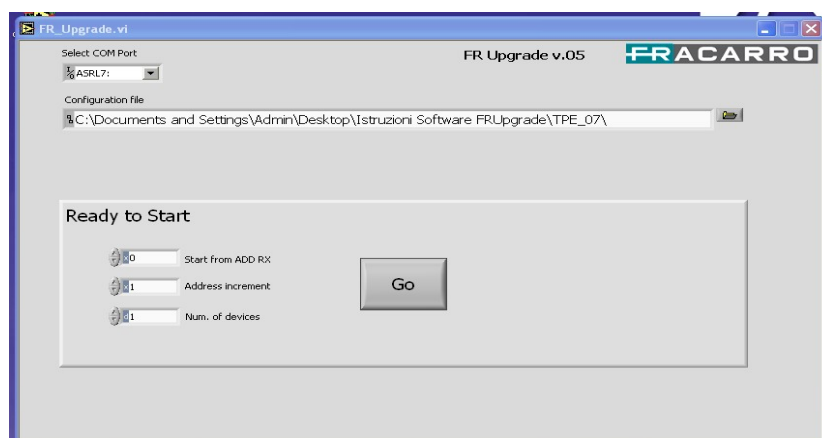 FR_Upgrade.vi
Select COM Port
FR Upgrade v.05
FRACARRO
ASRL7:
Configuration file
C:\Documents and Settings\Admin\Desktop\Istruzioni Software FRUpgrade\TPE_07\
Ready to Start
0 Start from ADD RX
1 Address increment
Go
1 Num. of devices